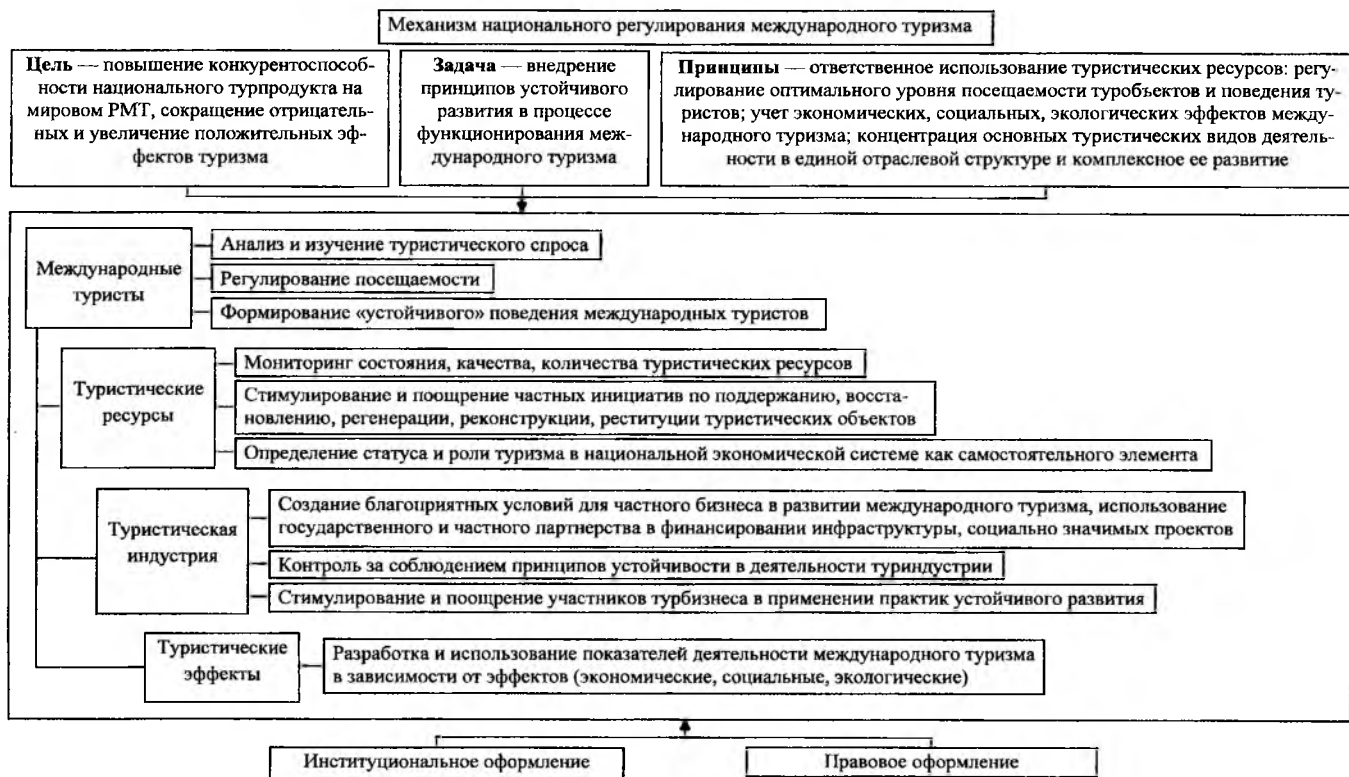 Механизм национального регулирования международного туризма
Цель — повышение конкурентоспособ-
ности национального турпродукта на
мировом РМТ, сокращение отрицатель-
ных и увеличение положительных эф-
фектов туризма
Задача — внедрение
принципов устойчивого
развития в процессе
функционирования меж-
дународного туризма
Принципы — ответственное использование туристических ресурсов: регу-
лирование оптимального уровня посещаемости туробъектов и поведения ту-
ристов; учет экономических, социальных, экологических эффектов между-
народного туризма; концентрация основных туристических видов деятель-
ности в единой отраслевой структуре и комплексное ее развитие
Международные
туристы
Анализ и изучение туристического спроса
Регулирование посещаемости
Формирование «устойчивого» поведения международных туристов
Туристические
ресурсы
Мониторинг состояния, качества, количества туристических ресурсов
Стимулирование и поощрение частных инициатив по поддержанию, восста-
новлению, регенерации, реконструкции, реституции туристических объектов
Определение статуса и роли туризма в национальной экономической системе как самостоятельного элемента
Туристическая
индустрия
Создание благоприятных условий для частного бизнеса в развитии международного туризма, использование
государственного и частного партнерства в финансировании инфраструктуры, социально значимых проектов
Контроль за соблюдением принципов устойчивости в деятельности туриндустрии
Стимулирование и поощрение участников турбизнеса в применении практик устойчивого развития
Туристические
эффекты
Разработка и использование показателей деятельности международного туризма
в зависимости от эффектов (экономические, социальные, экологические)
Институциональное оформление
Правовое оформление